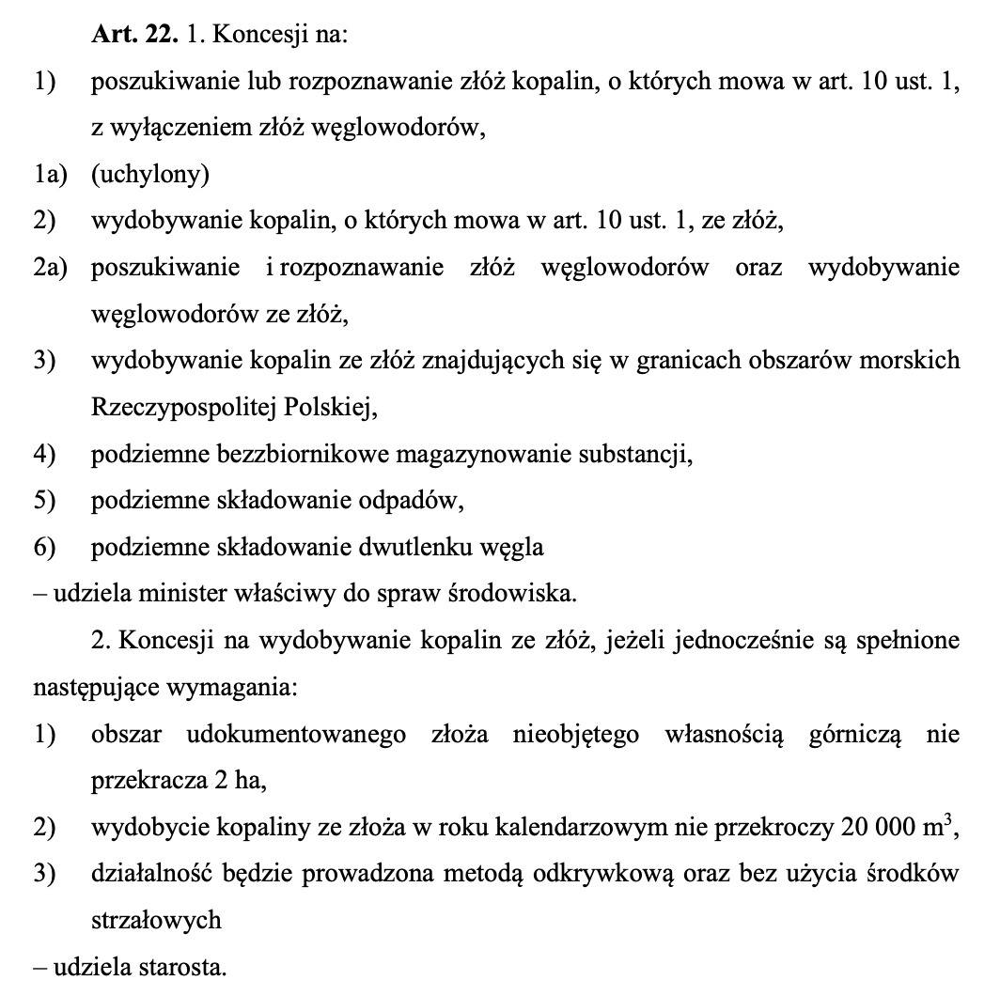 Art. 22. 1. Koncesji na:
1) poszukiwanie lub rozpoznawanie złóż kopalin, o których mowa w art. 10 ust. 1,
z wyłączeniem złóż węglowodorów,
1a) (uchylony)
2) wydobywanie kopalin, o których mowa w art. 10 ust. 1, ze złóż,
2a) poszukiwanie i rozpoznawanie złóż węglowodorów oraz wydobywanie
węglowodorów ze złóż,
3) wydobywanie kopalin ze złóż znajdujących się w granicach obszarów morskich
Rzeczypospolitej Polskiej,
4) podziemne bezzbiornikowe magazynowanie substancji,
5) podziemne składowanie odpadów,
6) podziemne składowanie dwutlenku węgla
– udziela minister właściwy do spraw środowiska.
2. Koncesji na wydobywanie kopalin ze złóż, jeżeli jednocześnie są spełnione
następujące wymagania:
1) obszar udokumentowanego złoża nieobjętego własnością górniczą nie
przekracza 2 ha,
2) wydobycie kopaliny ze złoża w roku kalendarzowym nie przekroczy 20 000 m³,
3) działalność będzie prowadzona metodą odkrywkową oraz bez użycia środków
strzałowych
– udziela starosta.